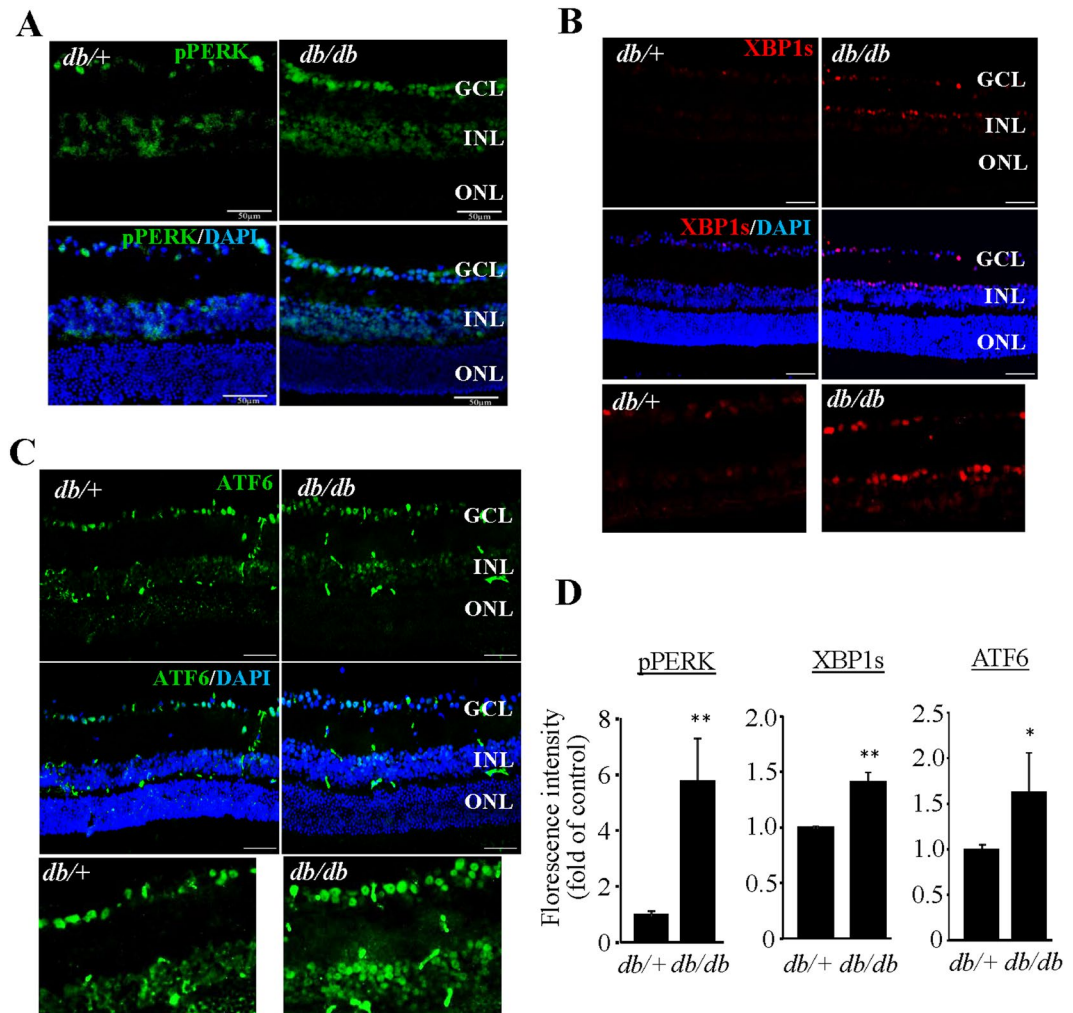 A
db/+
pPERK
db/db
GCL
INL
ONL
50µm
50µm
pPERK/DAPI
GCL
INL
ONL
50µm
50µm
B
db/+
XBP1s
db/db
GCL
INL
ONL
XBP1s/DAPI
GCL
INL
ONL
db/+
db/db
C
db/+
ATF6
db/db
GCL
INL
ONL
ATF6/DAPI
GCL
INL
ONL
db/+
db/db
D
Florescence intensity
(fold of control)
pPERK
8
6
4
2
0
**
db/+ db/db
XBP1s
2.0
1.5
1.0
0.5
0
**
db/+ db/db
ATF6
2.5
2.0
1.5
1.0
0.5
0
*
db/+ db/db